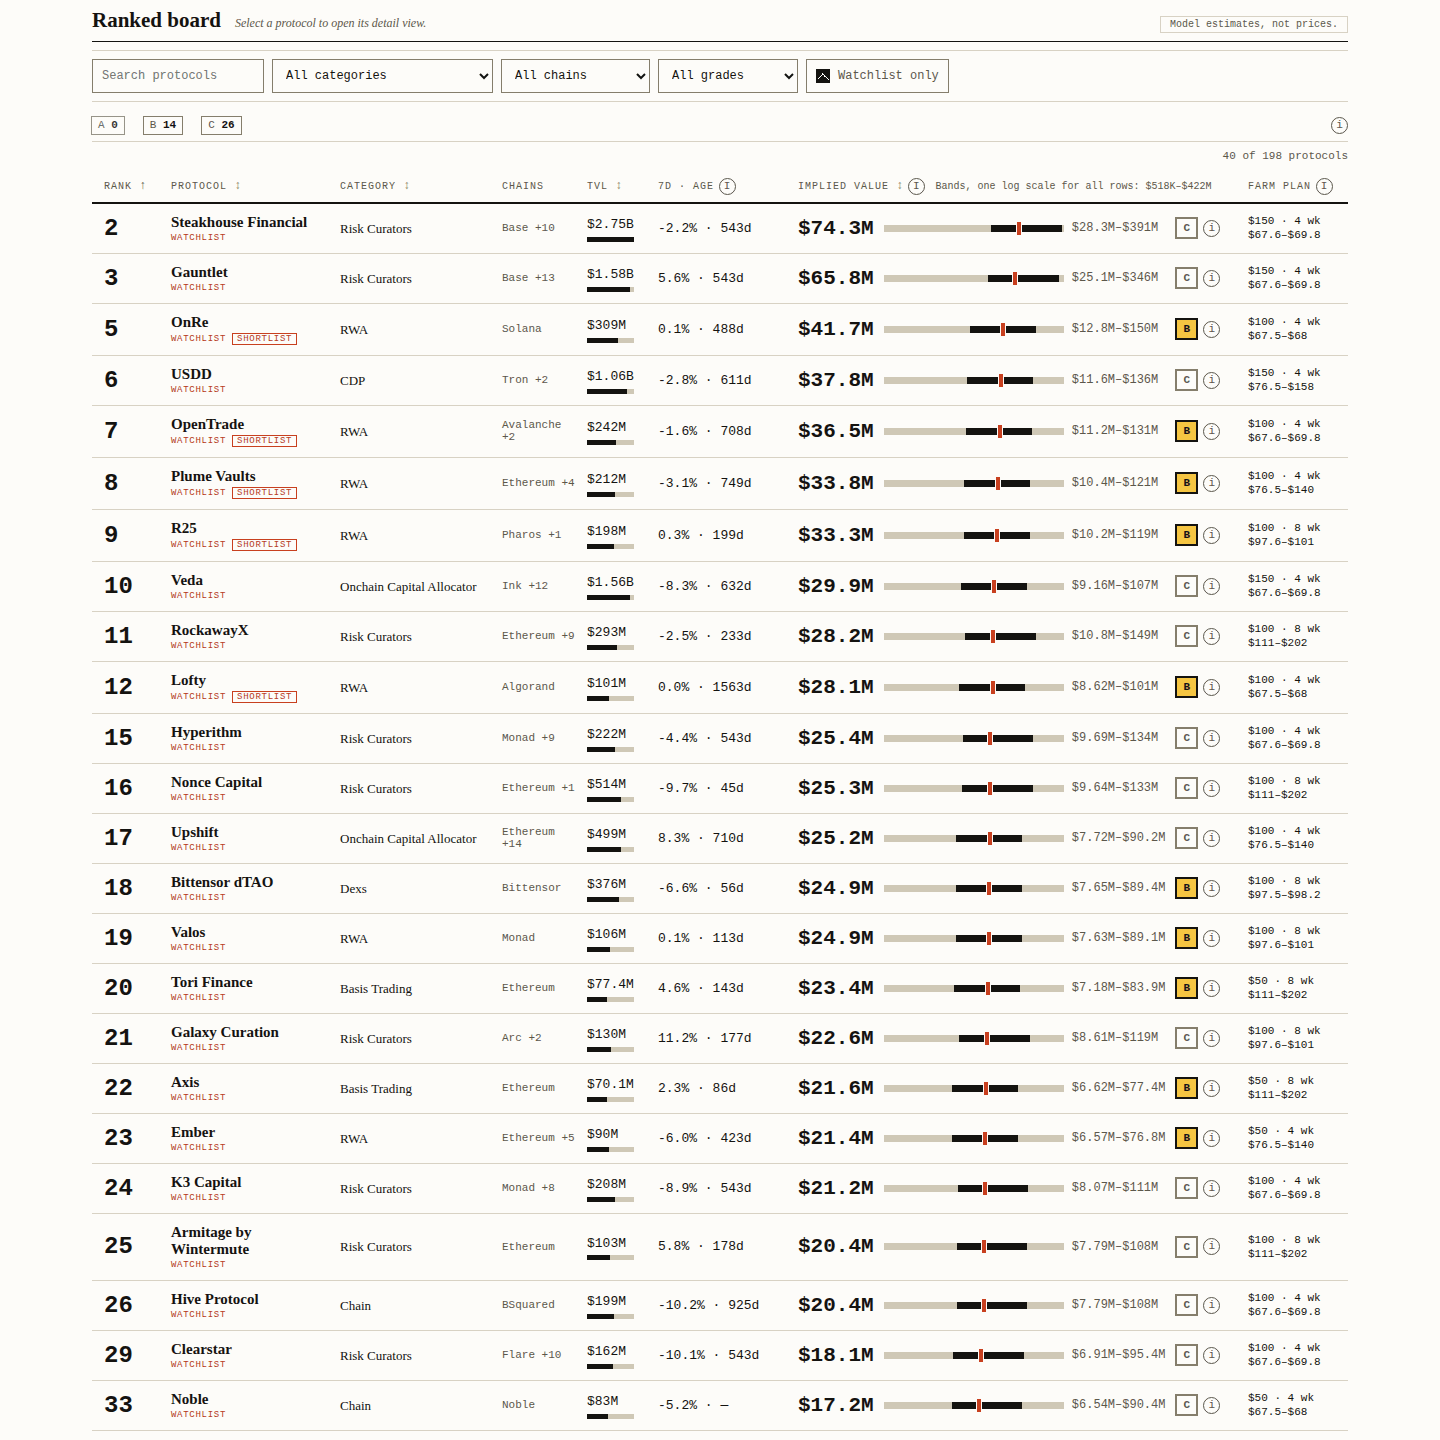 Ranked board Select a protocol to open its detail view. Model estimates, not prices.
Search protocols All categories All chains All grades Watchlist only
A 0 B 14 C 26 i
40 of 198 protocols
RANK ↑ PROTOCOL ↕ CATEGORY ↕ CHAINS TVL ↕ 7D · AGE I IMPLIED VALUE ↕ I Bands, one log scale for all rows: $518K–$422M FARM PLAN I
2 Steakhouse Financial WATCHLIST Risk Curators Base +10 $2.75B -2.2% · 543d $74.3M $28.3M–$391M C i $150 · 4 wk $67.6–$69.8
3 Gauntlet WATCHLIST Risk Curators Base +13 $1.58B 5.6% · 543d $65.8M $25.1M–$346M C i $150 · 4 wk $67.6–$69.8
5 OnRe WATCHLIST SHORTLIST RWA Solana $309M 0.1% · 488d $41.7M $12.8M–$150M B i $100 · 4 wk $67.5–$68
6 USDD WATCHLIST CDP Tron +2 $1.06B -2.8% · 611d $37.8M $11.6M–$136M C i $150 · 4 wk $76.5–$158
7 OpenTrade WATCHLIST SHORTLIST RWA Avalanche +2 $242M -1.6% · 708d $36.5M $11.2M–$131M B i $100 · 4 wk $67.6–$69.8
8 Plume Vaults WATCHLIST SHORTLIST RWA Ethereum +4 $212M -3.1% · 749d $33.8M $10.4M–$121M B i $100 · 4 wk $76.5–$140
9 R25 WATCHLIST SHORTLIST RWA Pharos +1 $198M 0.3% · 199d $33.3M $10.2M–$119M B i $100 · 8 wk $97.6–$101
10 Veda WATCHLIST Onchain Capital Allocator Ink +12 $1.56B -8.3% · 632d $29.9M $9.16M–$107M C i $150 · 4 wk $67.6–$69.8
11 RockawayX WATCHLIST Risk Curators Ethereum +9 $293M -2.5% · 233d $28.2M $10.8M–$149M C i $100 · 8 wk $111–$202
12 Lofty WATCHLIST SHORTLIST RWA Algorand $101M 0.0% · 1563d $28.1M $8.62M–$101M B i $100 · 4 wk $67.5–$68
15 Hyperithm WATCHLIST Risk Curators Monad +9 $222M -4.4% · 543d $25.4M $9.69M–$134M C i $100 · 4 wk $67.6–$69.8
16 Nonce Capital WATCHLIST Risk Curators Ethereum +1 $514M -9.7% · 45d $25.3M $9.64M–$133M C i $100 · 8 wk $111–$202
17 Upshift WATCHLIST Onchain Capital Allocator Ethereum +14 $499M 8.3% · 710d $25.2M $7.72M–$90.2M C i $100 · 4 wk $76.5–$140
18 Bittensor dTAO WATCHLIST Dexs Bittensor $376M -6.6% · 56d $24.9M $7.65M–$89.4M B i $100 · 8 wk $97.5–$98.2
19 Valos WATCHLIST RWA Monad $106M 0.1% · 113d $24.9M $7.63M–$89.1M B i $100 · 8 wk $97.6–$101
20 Tori Finance WATCHLIST Basis Trading Ethereum $77.4M 4.6% · 143d $23.4M $7.18M–$83.9M B i $50 · 8 wk $111–$202
21 Galaxy Curation WATCHLIST Risk Curators Arc +2 $130M 11.2% · 177d $22.6M $8.61M–$119M C i $100 · 8 wk $97.6–$101
22 Axis WATCHLIST Basis Trading Ethereum $70.1M 2.3% · 86d $21.6M $6.62M–$77.4M B i $50 · 8 wk $111–$202
23 Ember WATCHLIST RWA Ethereum +5 $90M -6.0% · 423d $21.4M $6.57M–$76.8M B i $50 · 4 wk $76.5–$140
24 K3 Capital WATCHLIST Risk Curators Monad +8 $208M -8.9% · 543d $21.2M $8.07M–$111M C i $100 · 4 wk $67.6–$69.8
25 Armitage by Wintermute WATCHLIST Risk Curators Ethereum $103M 5.8% · 178d $20.4M $7.79M–$108M C i $100 · 8 wk $111–$202
26 Hive Protocol WATCHLIST Chain BSquared $199M -10.2% · 925d $20.4M $7.79M–$108M C i $100 · 4 wk $67.6–$69.8
29 Clearstar WATCHLIST Risk Curators Flare +10 $162M -10.1% · 543d $18.1M $6.91M–$95.4M C i $100 · 4 wk $67.6–$69.8
33 Noble WATCHLIST Chain Noble $83M -5.2% · — $17.2M $6.54M–$90.4M C i $50 · 4 wk $67.5–$68